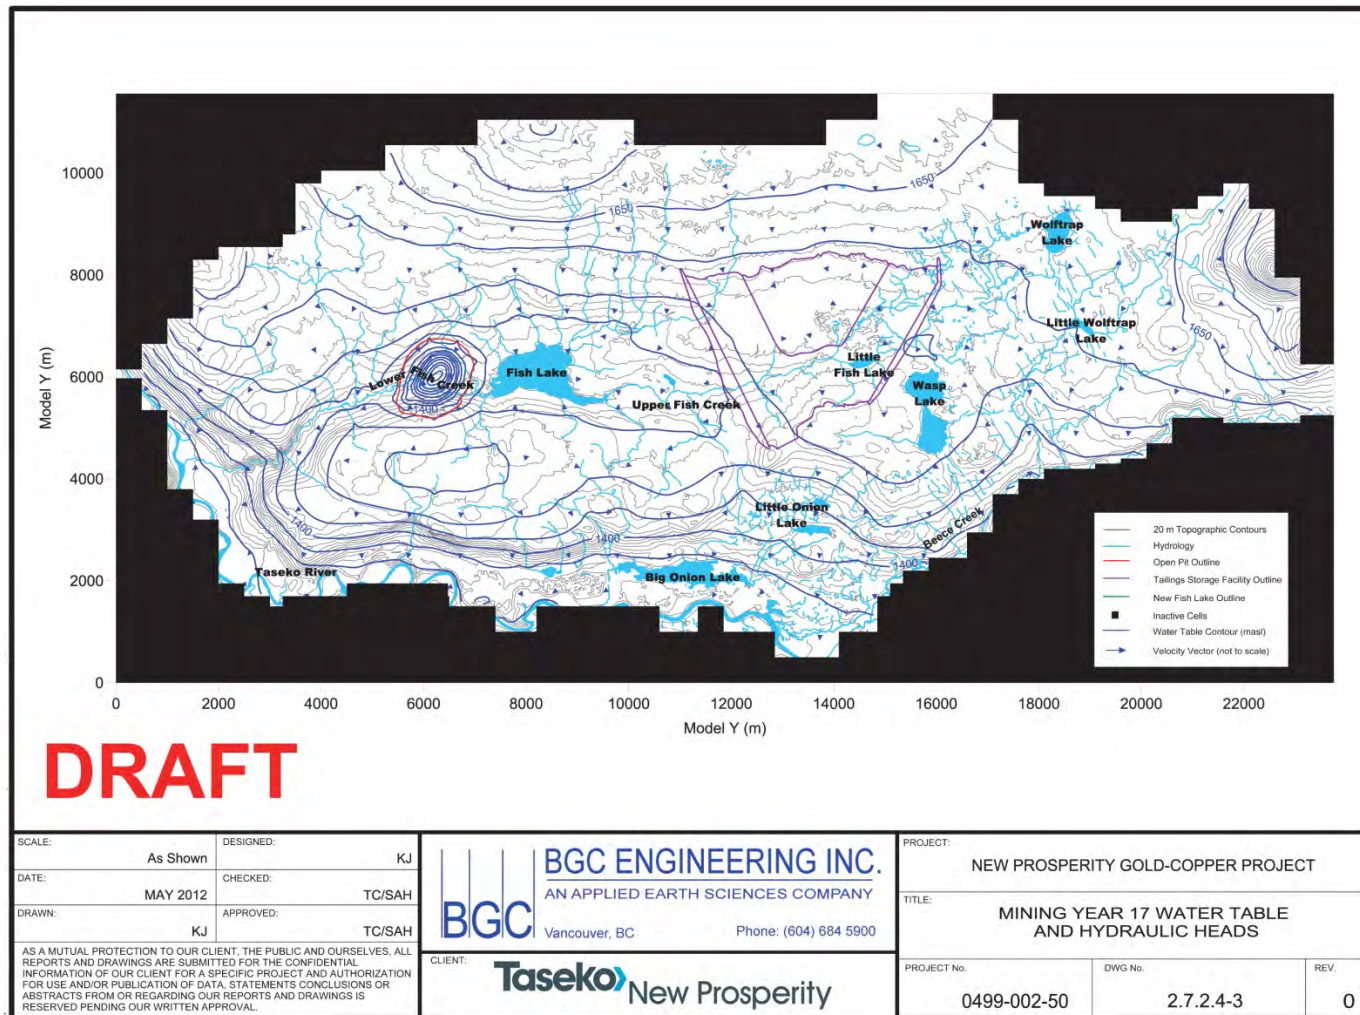 10000
8000
6000
4000
2000
0
Model Y (m)
0 2000 4000 6000 8000 10000 12000 14000 16000 18000 20000 22000
Model Y (m)
1650
1650
1650
1400
1400
1400
1400
Wolftrap
Lake
Little Wolftrap
Lake
Little
Fish Lake
Wasp
Lake
Lower Fish Creek
Fish Lake
Upper Fish Creek
Little Onion
Lake
Beece Creek
Taseko River
Big Onion Lake
20 m Topographic Contours
Hydrology
Open Pit Outline
Tailings Storage Facility Outline
New Fish Lake Outline
Inactive Cells
Water Table Contour (masl)
Velocity Vector (not to scale)
DRAFT
SCALE:
As Shown
DESIGNED:
KJ
DATE:
MAY 2012
CHECKED:
TC/SAH
DRAWN:
KJ
APPROVED:
TC/SAH
AS A MUTUAL PROTECTION TO OUR CLIENT, THE PUBLIC AND OURSELVES, ALL
REPORTS AND DRAWINGS ARE SUBMITTED FOR THE CONFIDENTIAL
INFORMATION OF OUR CLIENT FOR A SPECIFIC PROJECT AND AUTHORIZATION
FOR USE AND/OR PUBLICATION OF DATA, STATEMENTS CONCLUSIONS OR
ABSTRACTS FROM OR REGARDING OUR REPORTS AND DRAWINGS IS
RESERVED PENDING OUR WRITTEN APPROVAL.
BGC
BGC ENGINEERING INC.
AN APPLIED EARTH SCIENCES COMPANY
Vancouver, BC Phone: (604) 684 5900
CLIENT:
Taseko New Prosperity
PROJECT:
NEW PROSPERITY GOLD-COPPER PROJECT
TITLE:
MINING YEAR 17 WATER TABLE
AND HYDRAULIC HEADS
PROJECT No.
0499-002-50
DWG No.
2.7.2.4-3
REV.
0